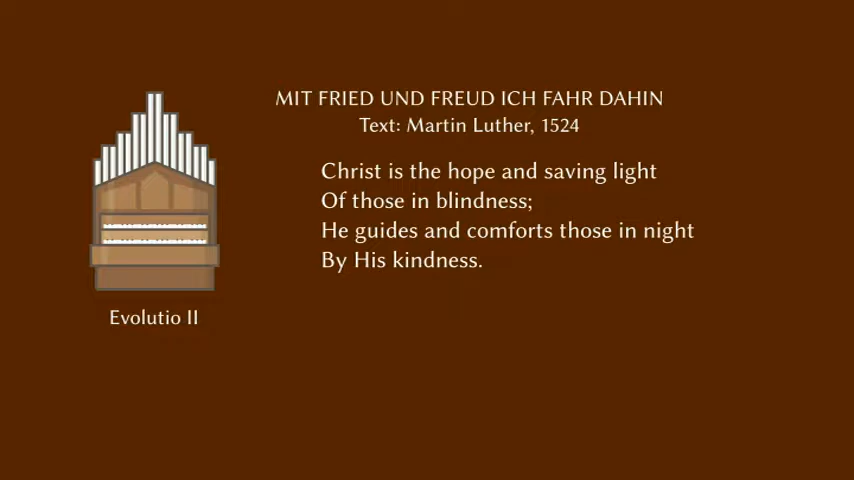 MIT FRIED UND FREUD ICH FAHR DAHIN
Text: Martin Luther, 1524
Christ is the hope and saving light
Of those in blindness;
He guides and comforts those in night
By His kindness.
Evolutio II